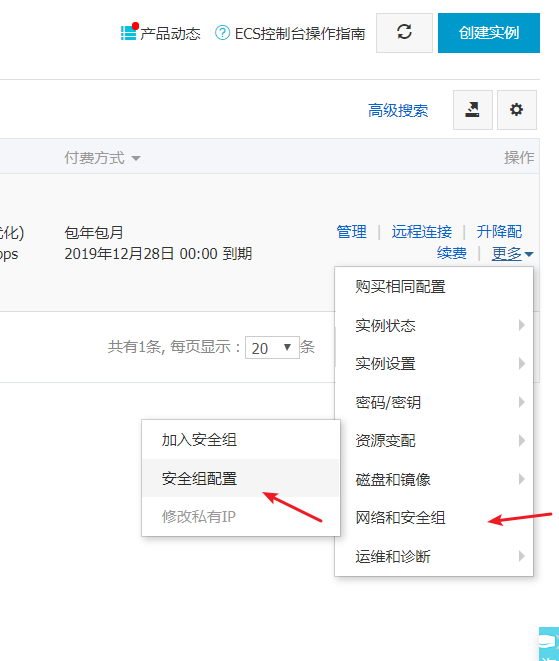 产品动态 ECS控制台操作指南 创建实例
高级搜索
付费方式 操作
化) 包年包月 管理 | 远程连接 | 升降配
ops 2019年12月28日 00:00 到期 续费 | 更多
购买相同配置
共有1条, 每页显示： 20 条
实例状态
实例设置
密码/密钥
资源变配
磁盘和镜像
网络和安全组
运维和诊断
加入安全组
安全组配置
修改私有IP